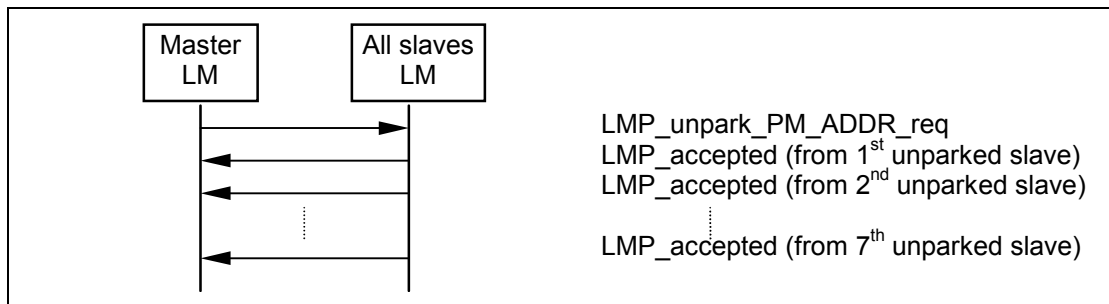 Master
LM
All slaves
LM
LMP_unpark_PM_ADDR_req
LMP_accepted (from 1st unparked slave)
LMP_accepted (from 2nd unparked slave)
LMP_accepted (from 7th unparked slave)